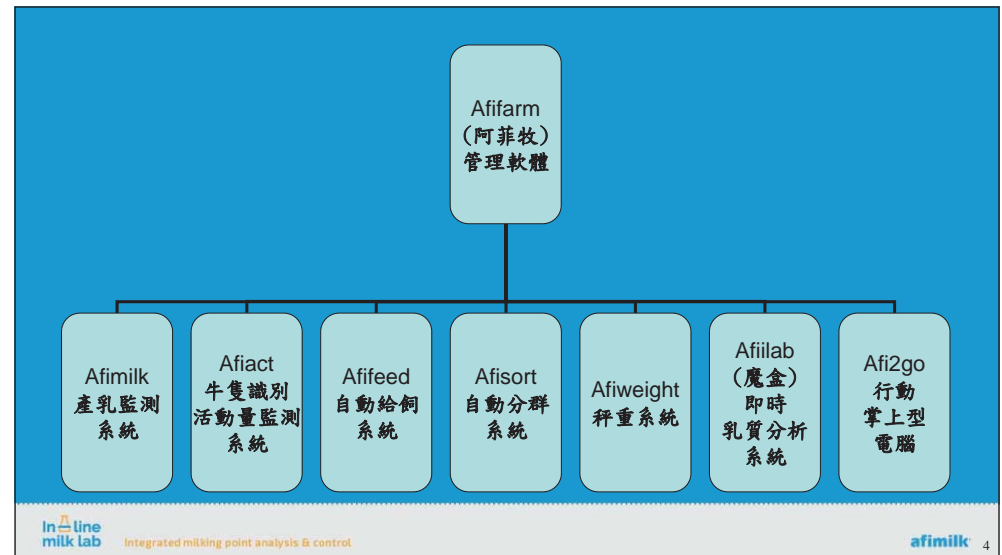 Afifarm
(阿菲牧)
管理軟體
Afimilk
產乳監測
系統
Afiact
牛隻識別
活動量監測
系統
Afifeed
自動給飼
系統
Afisort
自動分群
系統
Afiweight
秤重系統
Afiilab
(魔盒)
即時
乳質分析
系統
Afi2go
行動
掌上型
電腦
In line
milk lab
Integrated milking point analysis & control
afimilk
4